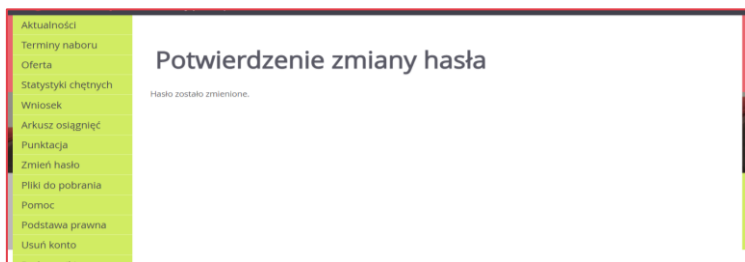 Aktualności
Terminy naboru
Oferta
Statystyki chętnych
Wniosek
Arkusz osiągnięć
Punktacja
Zmień hasło
Pliki do pobrania
Pomoc
Podstawa prawna
Usuń konto
Potwierdzenie zmiany hasła
Hasło zostało zmienione.